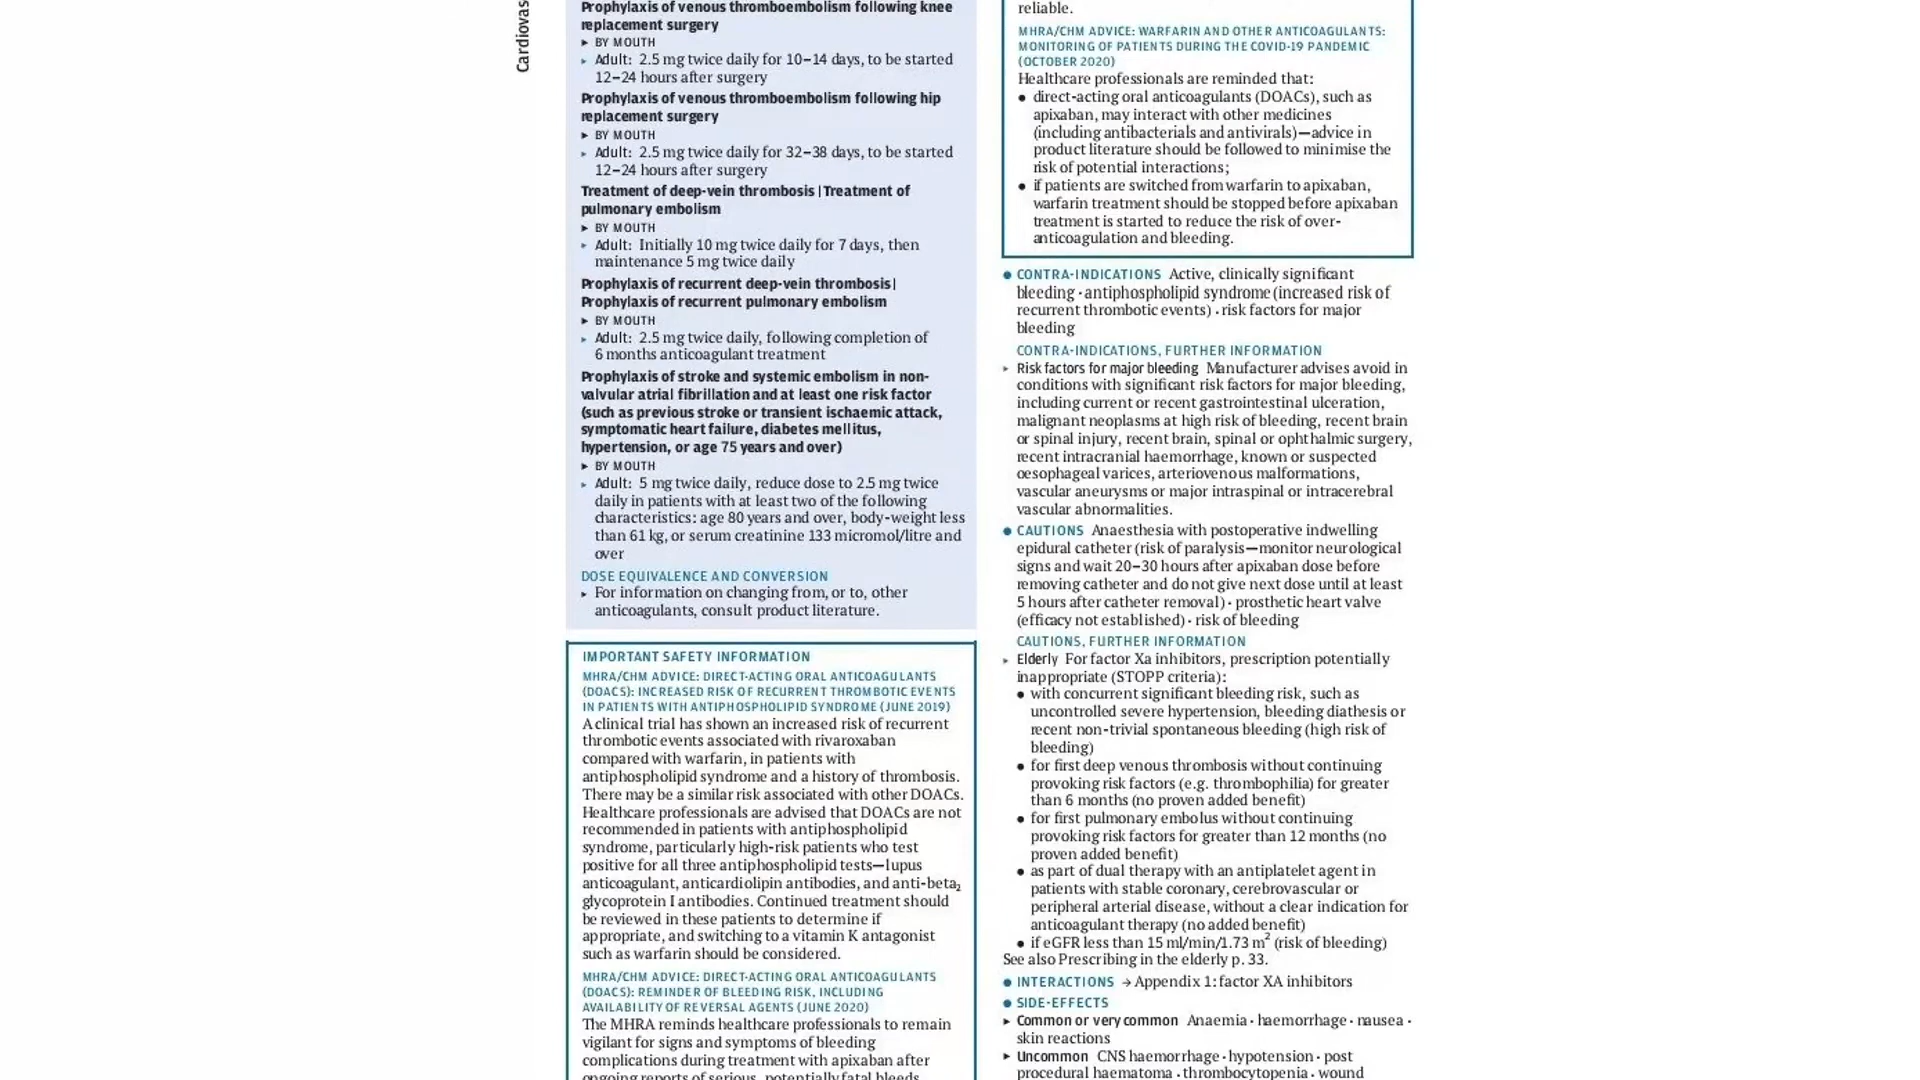 Cardiovas
Prophylaxis of venous thromboembolism following knee
replacement surgery
▶ BY MOUTH
▸ Adult: 2.5 mg twice daily for 10–14 days, to be started
12–24 hours after surgery
Prophylaxis of venous thromboembolism following hip
replacement surgery
▶ BY MOUTH
▸ Adult: 2.5 mg twice daily for 32–38 days, to be started
12–24 hours after surgery
Treatment of deep-vein thrombosis | Treatment of
pulmonary embolism
▶ BY MOUTH
▸ Adult: Initially 10 mg twice daily for 7 days, then
maintenance 5 mg twice daily
Prophylaxis of recurrent deep-vein thrombosis |
Prophylaxis of recurrent pulmonary embolism
▶ BY MOUTH
▸ Adult: 2.5 mg twice daily, following completion of
6 months anticoagulant treatment
Prophylaxis of stroke and systemic embolism in non-
valvular atrial fibrillation and at least one risk factor
(such as previous stroke or transient ischaemic attack,
symptomatic heart failure, diabetes mellitus,
hypertension, or age 75 years and over)
▶ BY MOUTH
▸ Adult: 5 mg twice daily, reduce dose to 2.5 mg twice
daily in patients with at least two of the following
characteristics: age 80 years and over, body-weight less
than 61 kg, or serum creatinine 133 micromol/litre and
over
DOSE EQUIVALENCE AND CONVERSION
▸ For information on changing from, or to, other
anticoagulants, consult product literature.
IMPORTANT SAFETY INFORMATION
MHRA/CHM ADVICE: DIRECT-ACTING ORAL ANTICOAGULANTS
(DOACS): INCREASED RISK OF RECURRENT THROMBOTIC EVENTS
IN PATIENTS WITH ANTIPHOSPHOLIPID SYNDROME (JUNE 2019)
A clinical trial has shown an increased risk of recurrent
thrombotic events associated with rivaroxaban
compared with warfarin, in patients with
antiphospholipid syndrome and a history of thrombosis.
There may be a similar risk associated with other DOACs.
Healthcare professionals are advised that DOACs are not
recommended in patients with antiphospholipid
syndrome, particularly high-risk patients who test
positive for all three antiphospholipid tests—lupus
anticoagulant, anticardiolipin antibodies, and anti-beta₂
glycoprotein I antibodies. Continued treatment should
be reviewed in these patients to determine if
appropriate, and switching to a vitamin K antagonist
such as warfarin should be considered.
MHRA/CHM ADVICE: DIRECT-ACTING ORAL ANTICOAGULANTS
(DOACS): REMINDER OF BLEEDING RISK, INCLUDING
AVAILABILITY OF REVERSAL AGENTS (JUNE 2020)
The MHRA reminds healthcare professionals to remain
vigilant for signs and symptoms of bleeding
complications during treatment with apixaban after
ongoing reports of serious, potentially fatal bleeds
reliable.
MHRA/CHM ADVICE: WARFARIN AND OTHER ANTICOAGULANTS:
MONITORING OF PATIENTS DURING THE COVID-19 PANDEMIC
(OCTOBER 2020)
Healthcare professionals are reminded that:
● direct-acting oral anticoagulants (DOACs), such as
apixaban, may interact with other medicines
(including antibacterials and antivirals)—advice in
product literature should be followed to minimise the
risk of potential interactions;
● if patients are switched from warfarin to apixaban,
warfarin treatment should be stopped before apixaban
treatment is started to reduce the risk of over-
anticoagulation and bleeding.
● CONTRA-INDICATIONS Active, clinically significant
bleeding · antiphospholipid syndrome (increased risk of
recurrent thrombotic events) · risk factors for major
bleeding
CONTRA-INDICATIONS, FURTHER INFORMATION
▸ Risk factors for major bleeding Manufacturer advises avoid in
conditions with significant risk factors for major bleeding,
including current or recent gastrointestinal ulceration,
malignant neoplasms at high risk of bleeding, recent brain
or spinal injury, recent brain, spinal or ophthalmic surgery,
recent intracranial haemorrhage, known or suspected
oesophageal varices, arteriovenous malformations,
vascular aneurysms or major intraspinal or intracerebral
vascular abnormalities.
● CAUTIONS Anaesthesia with postoperative indwelling
epidural catheter (risk of paralysis—monitor neurological
signs and wait 20–30 hours after apixaban dose before
removing catheter and do not give next dose until at least
5 hours after catheter removal) · prosthetic heart valve
(efficacy not established) · risk of bleeding
CAUTIONS, FURTHER INFORMATION
▸ Elderly For factor Xa inhibitors, prescription potentially
inappropriate (STOPP criteria):
● with concurrent significant bleeding risk, such as
uncontrolled severe hypertension, bleeding diathesis or
recent non-trivial spontaneous bleeding (high risk of
bleeding)
● for first deep venous thrombosis without continuing
provoking risk factors (e.g. thrombophilia) for greater
than 6 months (no proven added benefit)
● for first pulmonary embolus without continuing
provoking risk factors for greater than 12 months (no
proven added benefit)
● as part of dual therapy with an antiplatelet agent in
patients with stable coronary, cerebrovascular or
peripheral arterial disease, without a clear indication for
anticoagulant therapy (no added benefit)
● if eGFR less than 15 ml/min/1.73 m² (risk of bleeding)
See also Prescribing in the elderly p. 33.
● INTERACTIONS → Appendix 1: factor XA inhibitors
● SIDE-EFFECTS
▶ Common or very common Anaemia · haemorrhage · nausea ·
skin reactions
▶ Uncommon CNS haemorrhage · hypotension · post
procedural haematoma · thrombocytopenia · wound